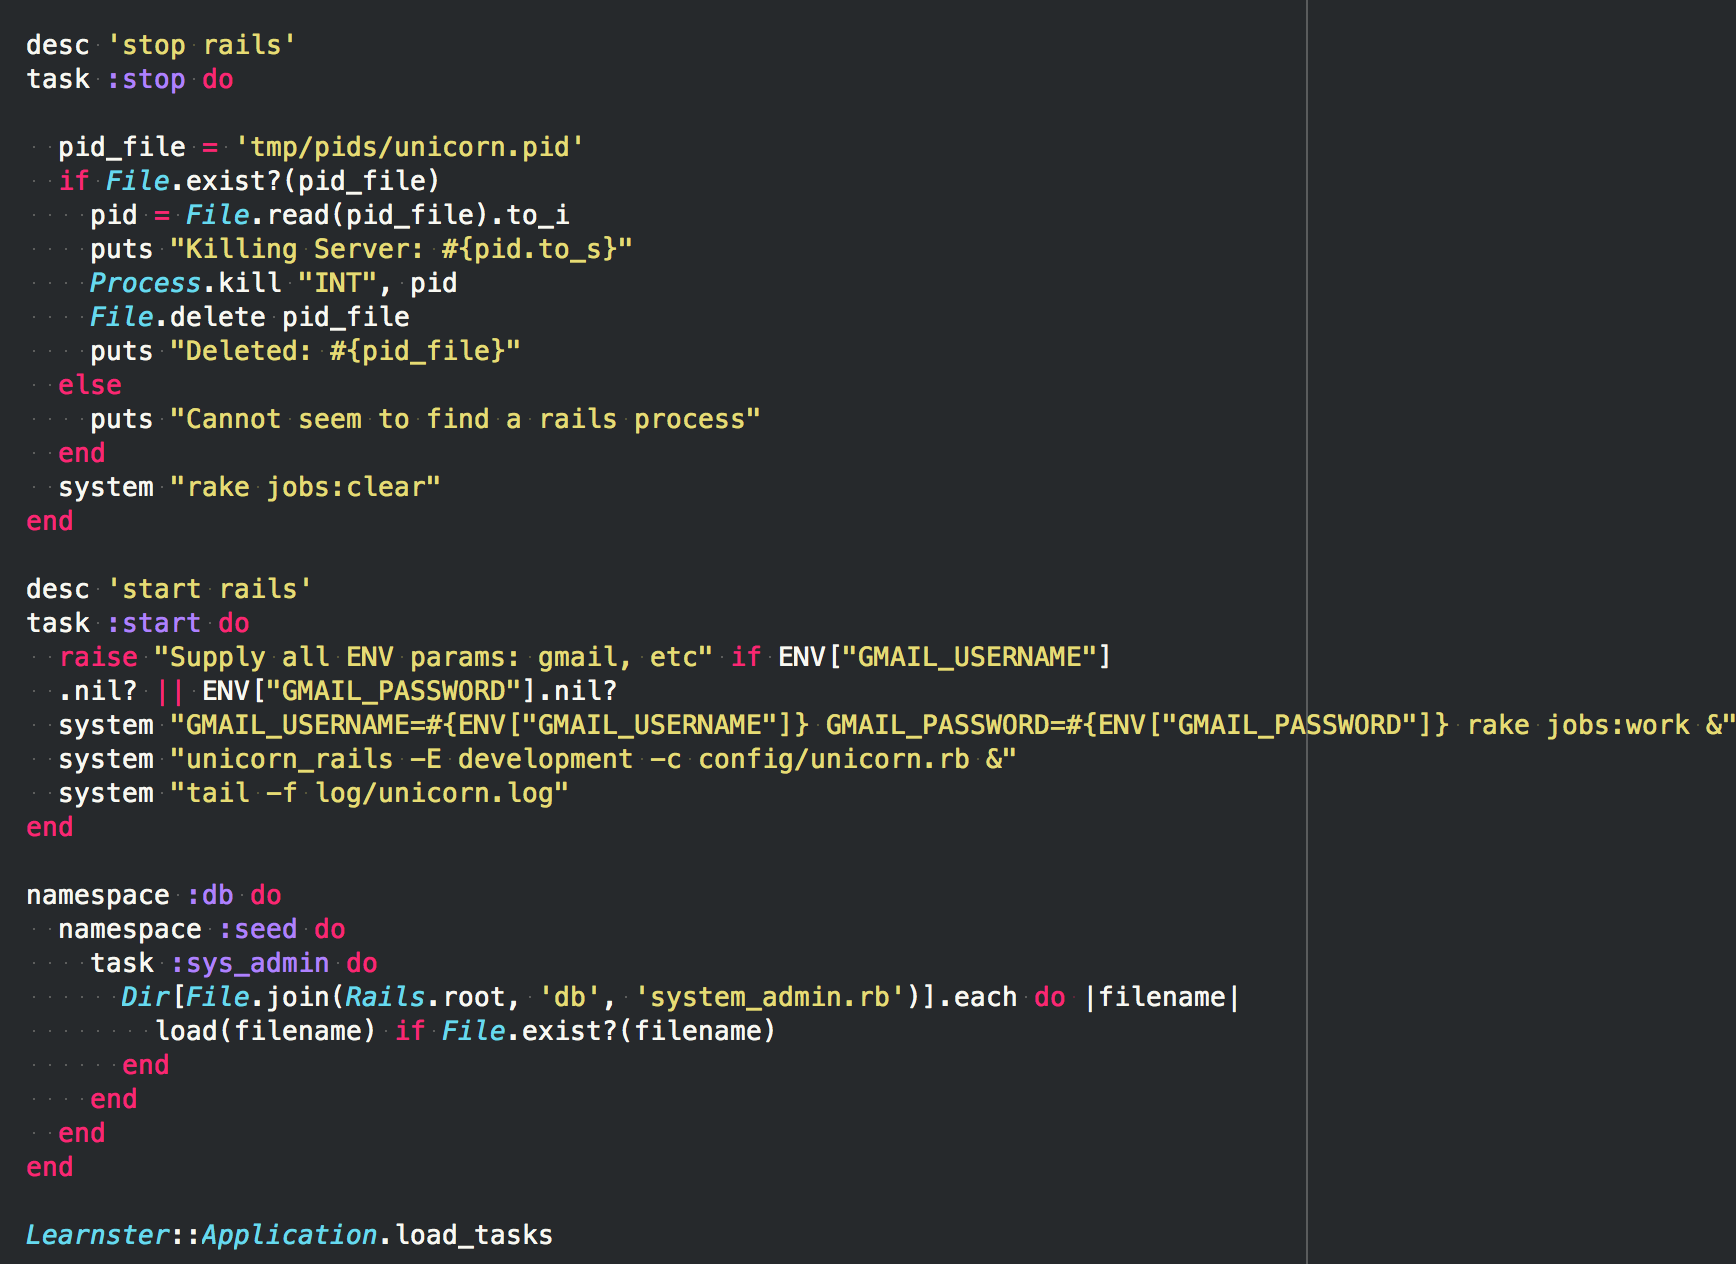 desc 'stop rails'
task :stop do
pid_file = 'tmp/pids/unicorn.pid'
if File.exist?(pid_file)
pid = File.read(pid_file).to_i
puts "Killing Server: #{pid.to_s}"
Process.kill "INT", pid
File.delete pid_file
puts "Deleted: #{pid_file}"
else
puts "Cannot seem to find a rails process"
end
system "rake jobs:clear"
end
desc 'start rails'
task :start do
raise "Supply all ENV params: gmail, etc" if ENV["GMAIL_USERNAME"]
.nil? || ENV["GMAIL_PASSWORD"].nil?
system "GMAIL_USERNAME=#{ENV["GMAIL_USERNAME"]} GMAIL_PASSWORD=#{ENV["GMAIL_PASSWORD"]} rake jobs:work &"
system "unicorn_rails -E development -c config/unicorn.rb &"
system "tail -f log/unicorn.log"
end
namespace :db do
namespace :seed do
task :sys_admin do
Dir[File.join(Rails.root, 'db', 'system_admin.rb')].each do |filename|
load(filename) if File.exist?(filename)
end
end
end
end
Learnster::Application.load_tasks